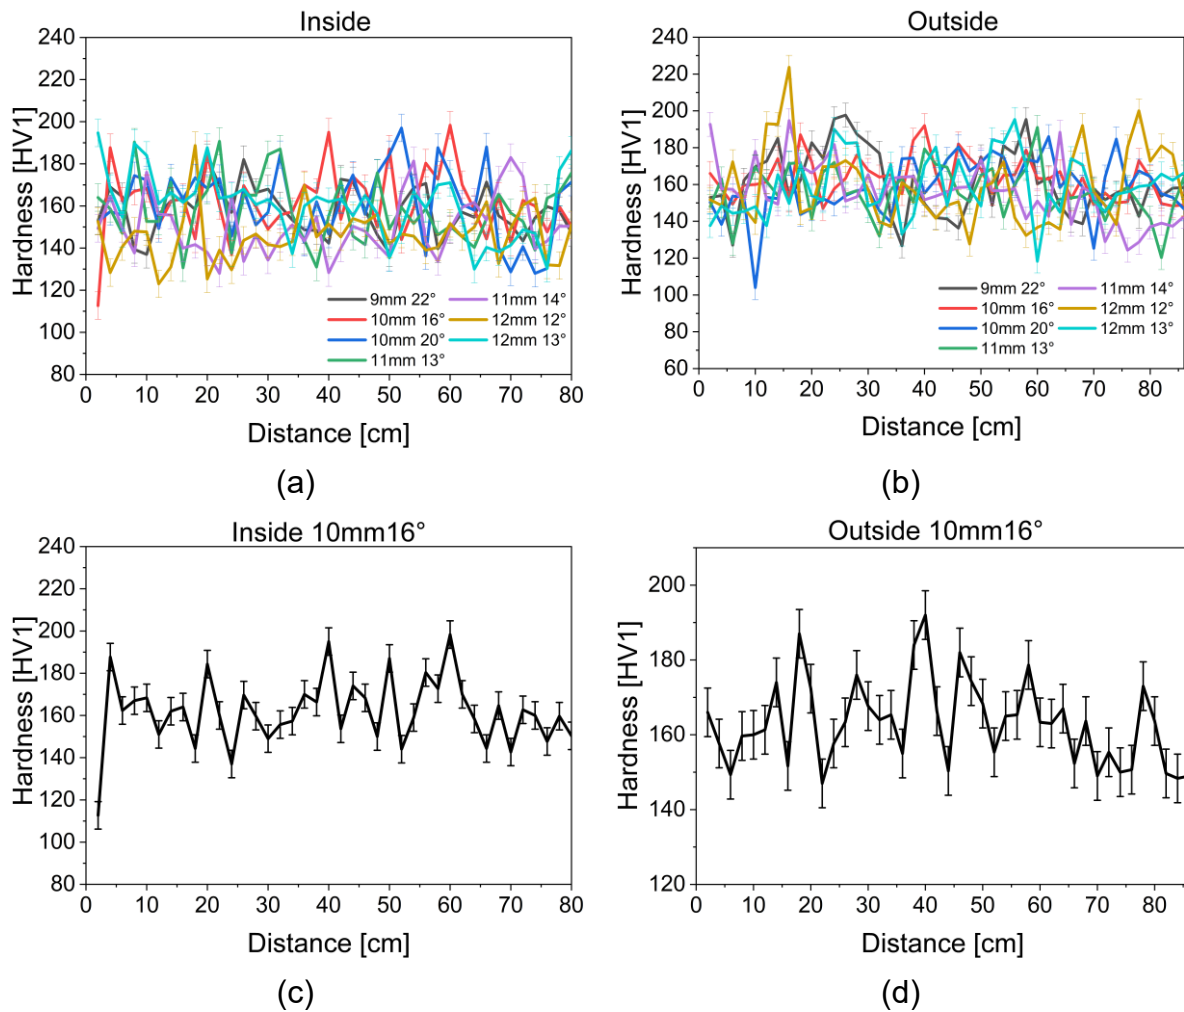 Inside
240
220
200
180
160
140
120
100
80
Hardness [HV1]
9mm 22°
10mm 16°
10mm 20°
11mm 13°
11mm 14°
12mm 12°
12mm 13°
0 10 20 30 40 50 60 70 80
Distance [cm]
(a)
Outside
240
220
200
180
160
140
120
100
80
60
Hardness [HV1]
9mm 22°
10mm 16°
10mm 20°
11mm 13°
11mm 14°
12mm 12°
12mm 13°
0 10 20 30 40 50 60 70 80
Distance [cm]
(b)
Inside 10mm16°
240
220
200
180
160
140
120
100
80
Hardness [HV1]
0 10 20 30 40 50 60 70 80
Distance [cm]
(c)
Outside 10mm16°
200
180
160
140
120
Hardness [HV1]
0 10 20 30 40 50 60 70 80
Distance [cm]
(d)